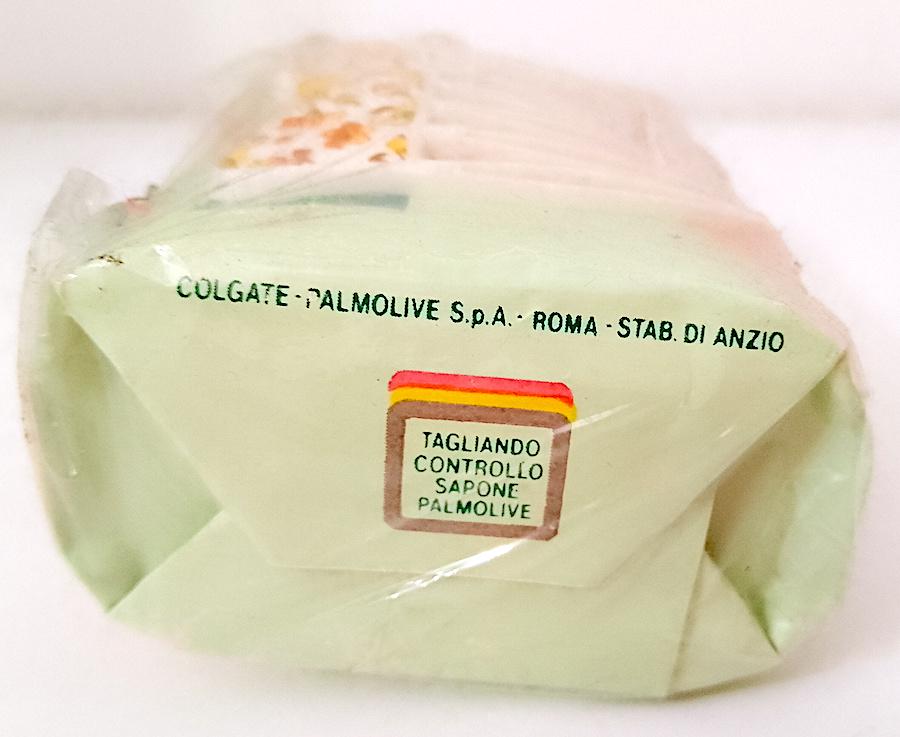 COLGATE-PALMOLIVE S.p.A. - ROMA - STAB. DI ANZIO
TAGLIANDO
CONTROLLO
SAPONE
PALMOLIVE